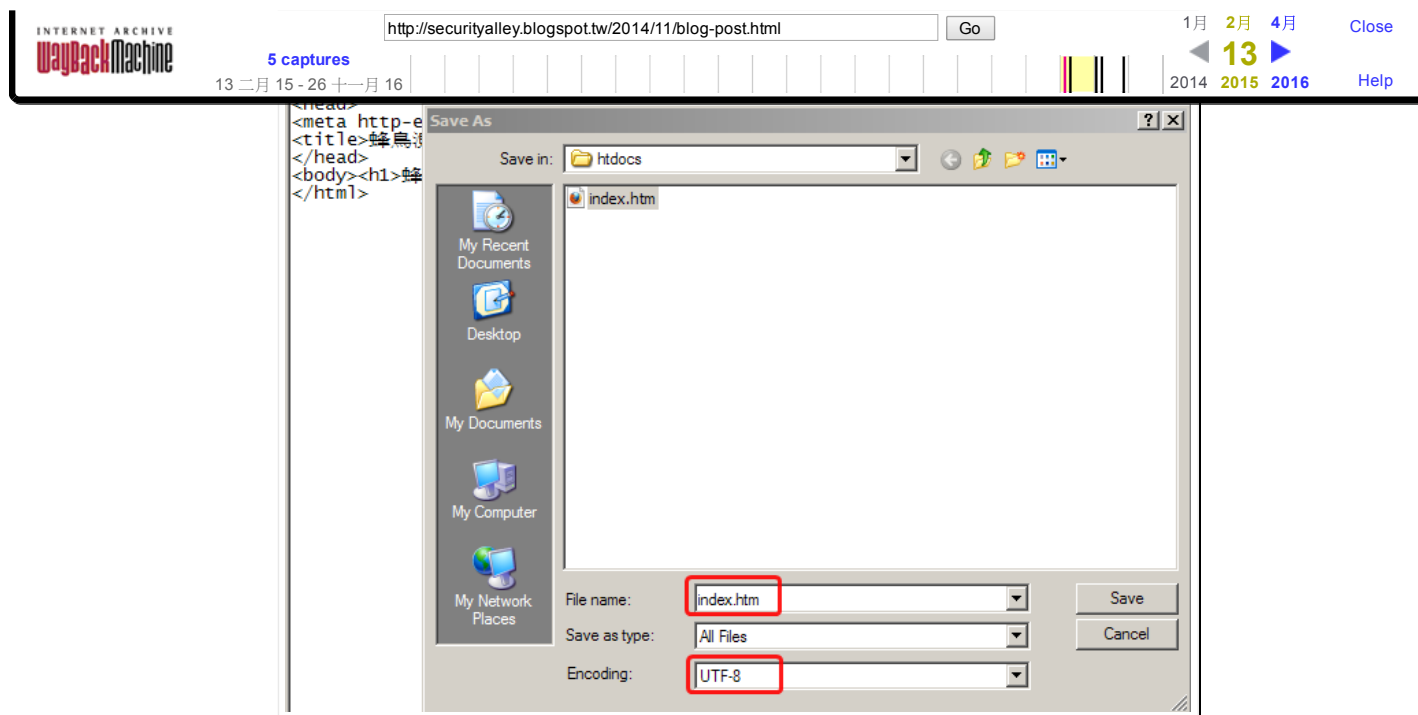 INTERNET ARCHIVE
WayBackMachine
http://securityalley.blogspot.tw/2014/11/blog-post.html
Go
1月 2月 4月
Close
5 captures
13
13 二月 15 - 26 十一月 16
2014 2015 2016
Help
<head>
<meta http-e
<title>蜂鳥
</head>
<body><h1>蜂
</html>
Save As
Save in:
htdocs
index.htm
My Recent
Documents
Desktop
My Documents
My Computer
My Network
Places
File name:
index.htm
Save
Save as type:
All Files
Cancel
Encoding:
UTF-8